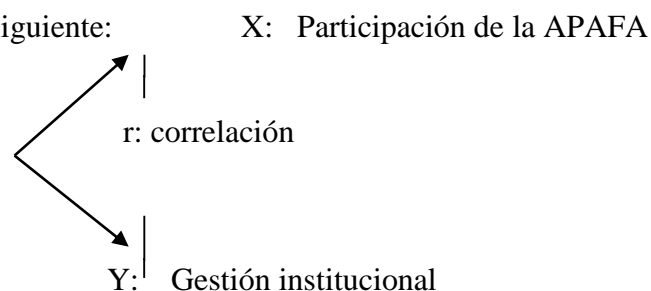 iguiente: X: Participación de la APAFA
r: correlación
Y: Gestión institucional